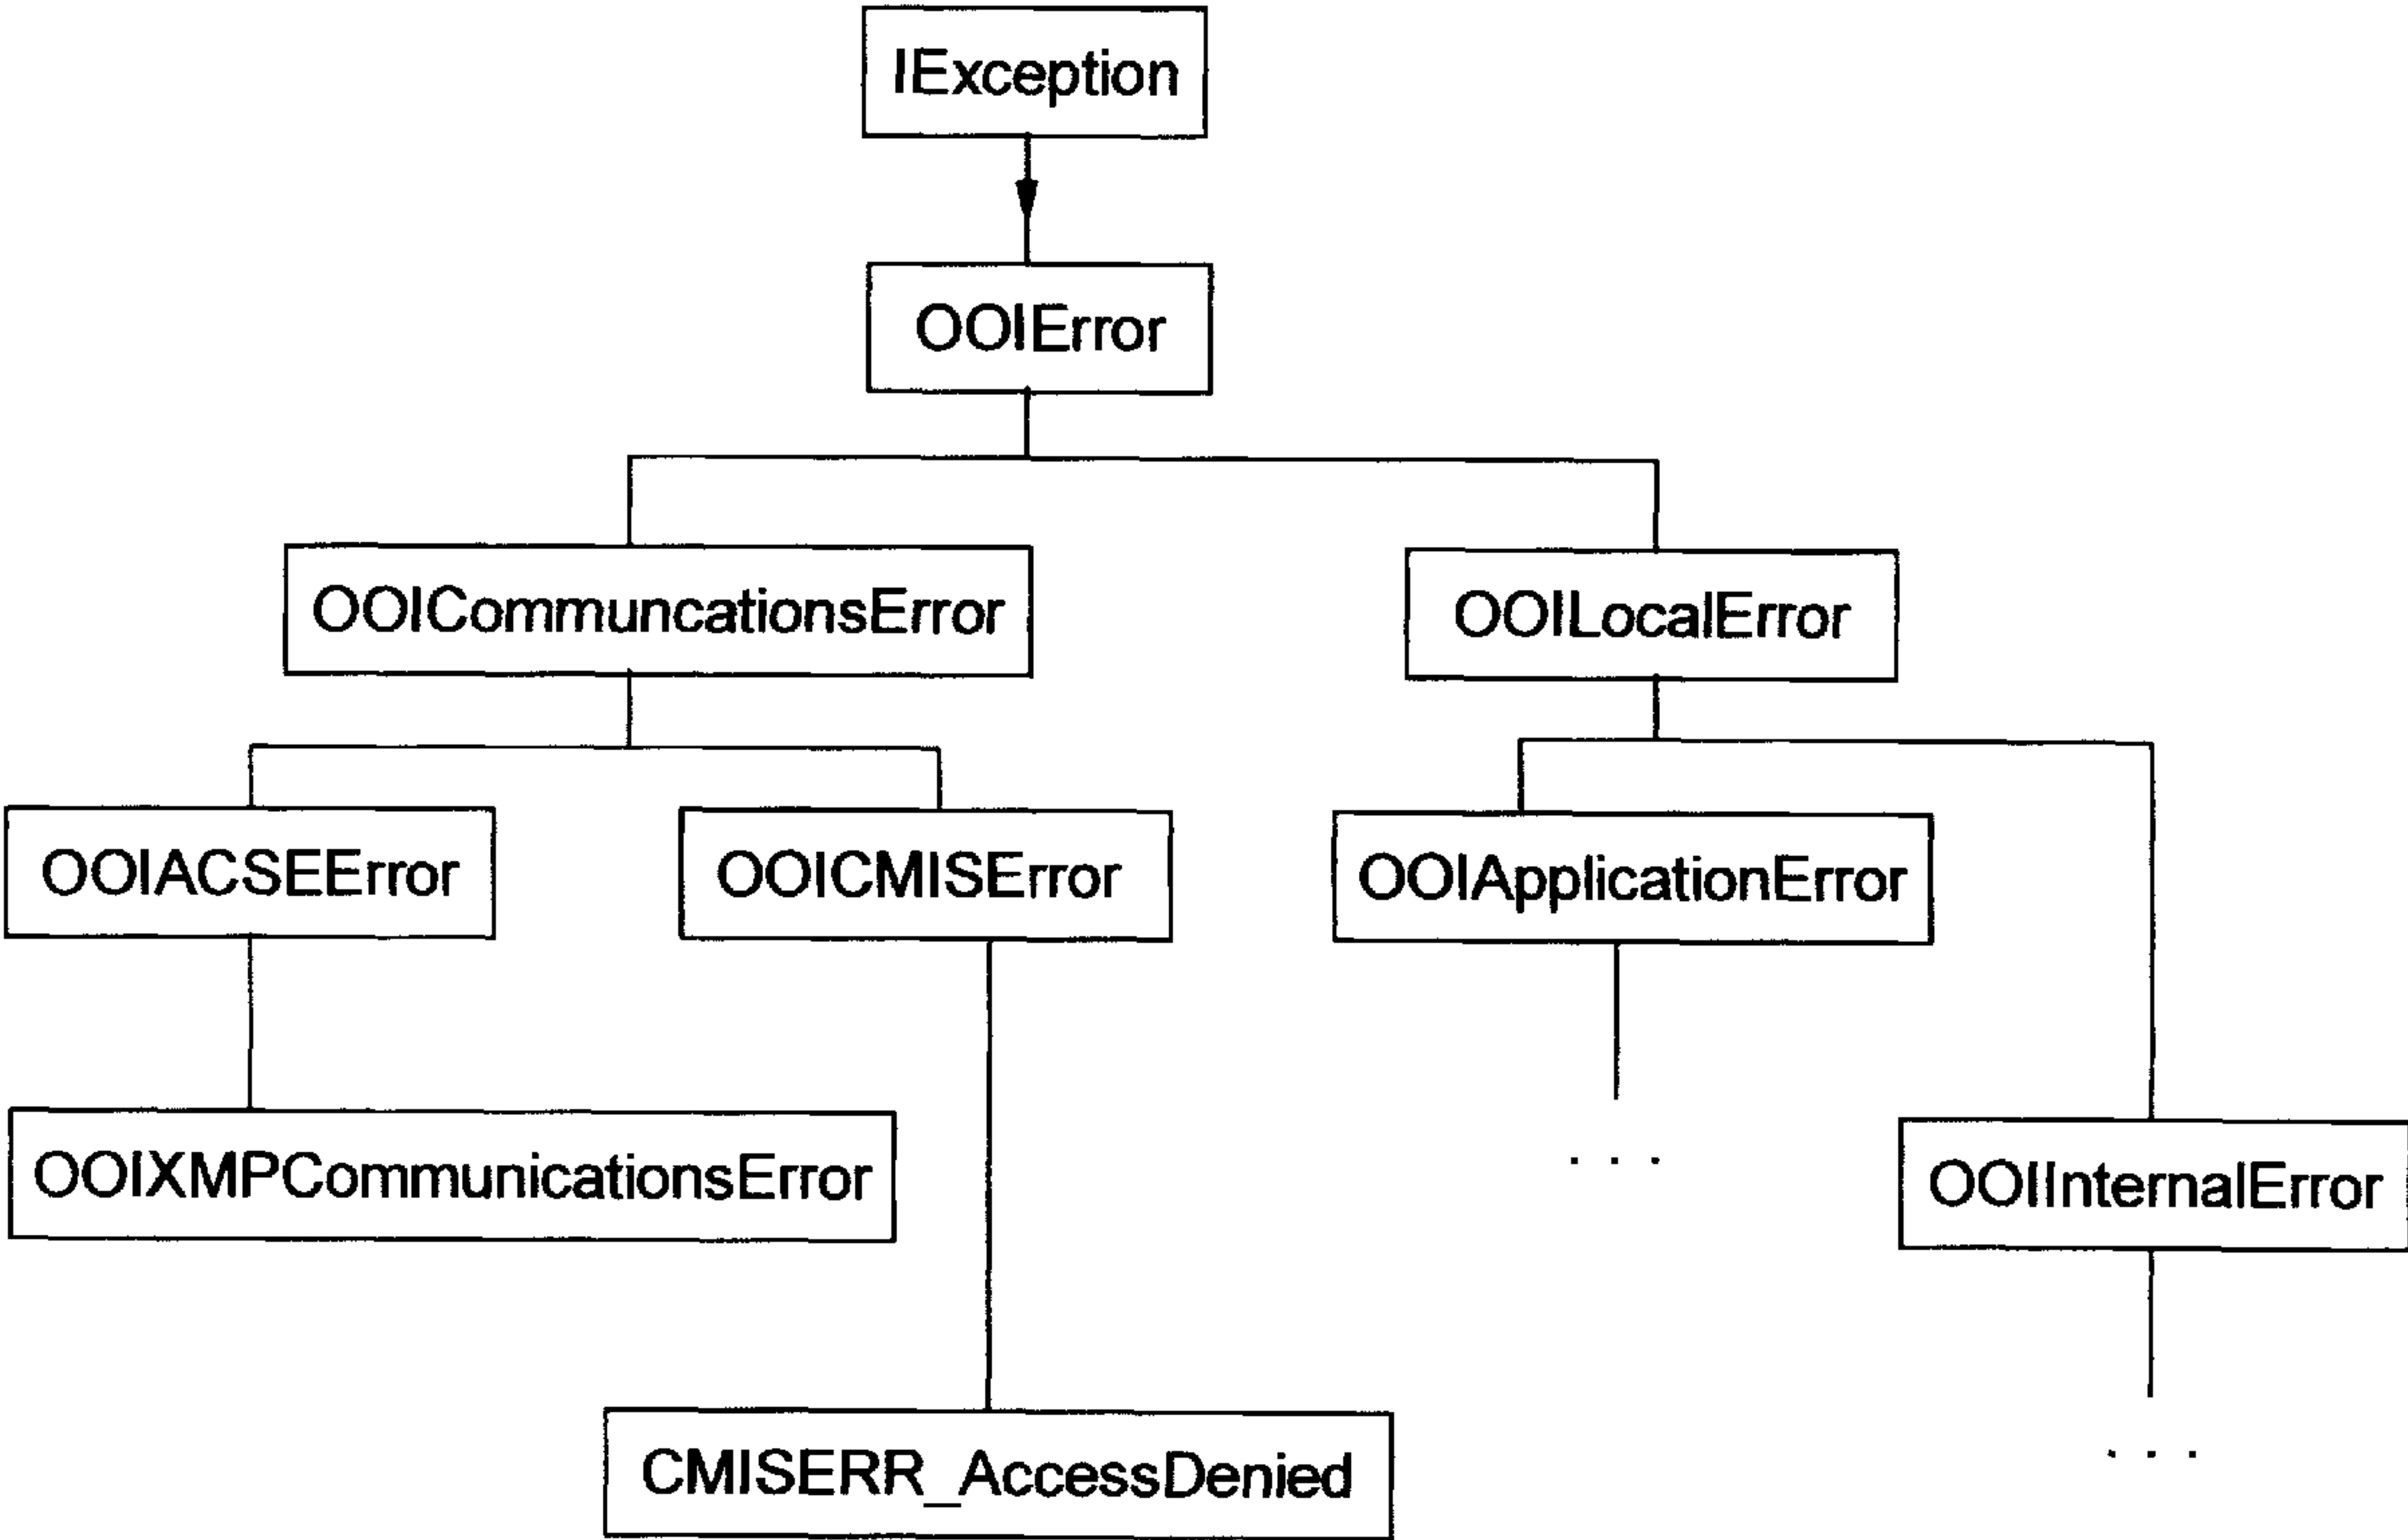 IException
OOIError
OOICommuncationsError
OOILocalError
OOIACSEError
OOICMISError
OOIApplicationError
OOIXMPCommunicationsError
. . .
OOIInternalError
CMISERR_AccessDenied
. . .